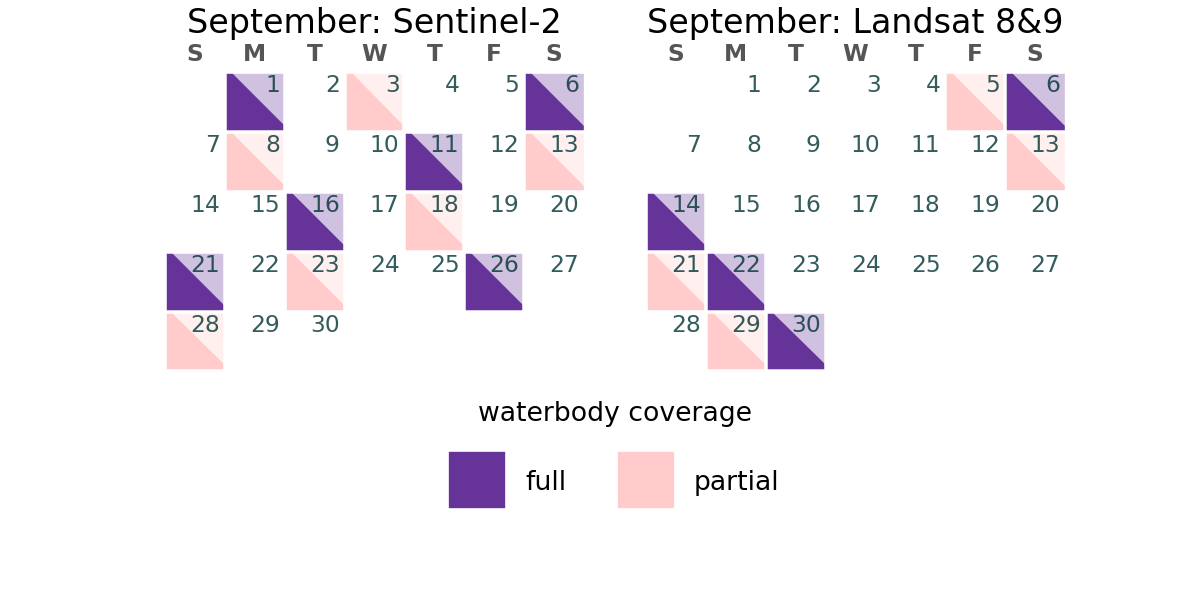 September: Sentinel-2
S M T W T F S
1 2 3 4 5 6
7 8 9 10 11 12 13
14 15 16 17 18 19 20
21 22 23 24 25 26 27
28 29 30
September: Landsat 8&9
S M T W T F S
1 2 3 4 5 6
7 8 9 10 11 12 13
14 15 16 17 18 19 20
21 22 23 24 25 26 27
28 29 30
waterbody coverage
full partial